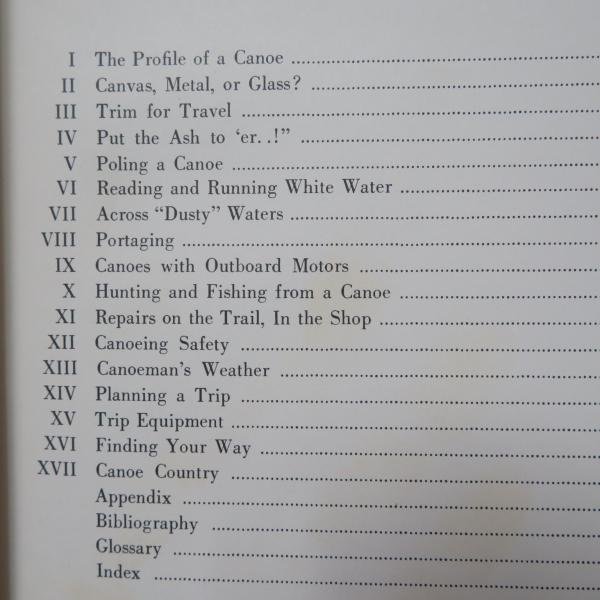 I The Profile of a Canoe ........................................
II Canvas, Metal, or Glass? ........................................
III Trim for Travel ........................................
IV Put the Ash to ‘er. .!” ........................................
V Poling a Canoe ........................................
VI Reading and Running White Water ........................................
VII Across “Dusty” Waters ........................................
VIII Portaging ........................................
IX Canoes with Outboard Motors ........................................
X Hunting and Fishing from a Canoe ........................................
XI Repairs on the Trail, In the Shop ........................................
XII Canoeing Safety ........................................
XIII Canoeman's Weather ........................................
XIV Planning a Trip ........................................
XV Trip Equipment ........................................
XVI Finding Your Way ........................................
XVII Canoe Country ........................................
Appendix ........................................
Bibliography ........................................
Glossary ........................................
Index ........................................